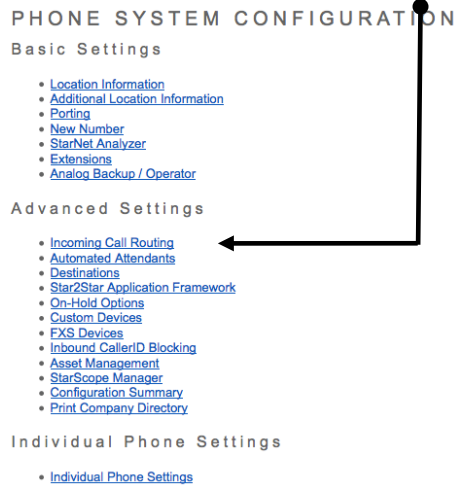 PHONE SYSTEM CONFIGURATION
Basic Settings
Location Information
Additional Location Information
Porting
New Number
StarNet Analyzer
Extensions
Analog Backup / Operator
Advanced Settings
Incoming Call Routing
Automated Attendants
Destinations
Star2Star Application Framework
On-Hold Options
Custom Devices
FXS Devices
Inbound CallerID Blocking
Asset Management
StarScope Manager
Configuration Summary
Print Company Directory
Individual Phone Settings
Individual Phone Settings